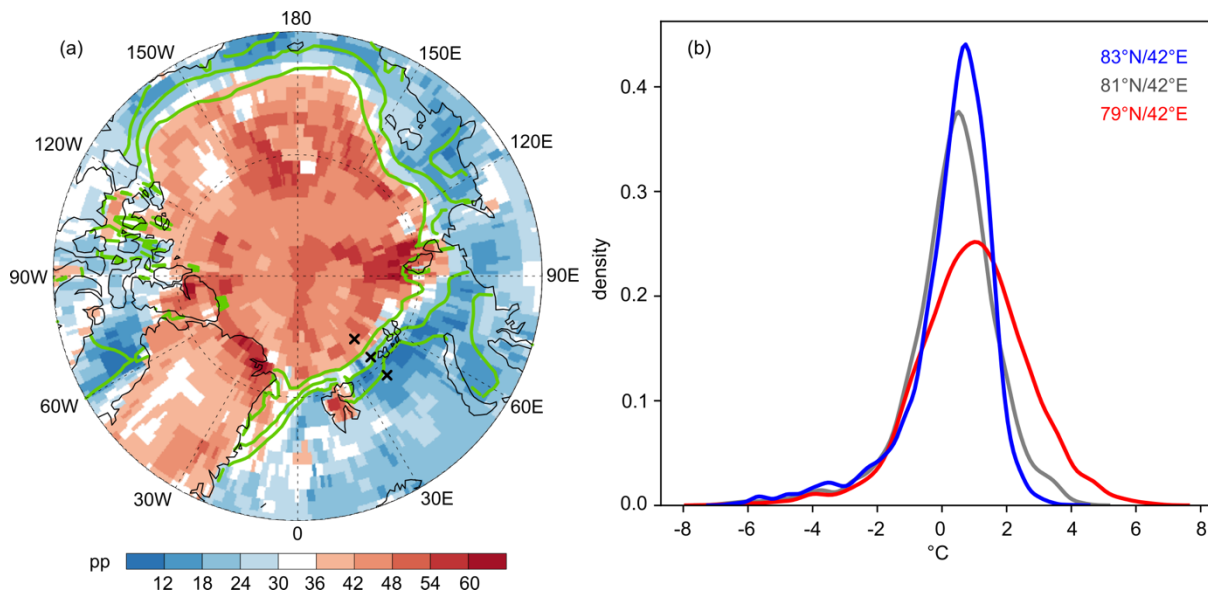 (a)
180
150W
150E
120W
120E
90W
90E
60W
60E
30W
30E
0
pp
12 18 24 30 36 42 48 54 60
(b)
83°N/42°E
81°N/42°E
79°N/42°E
density
0.4
0.3
0.2
0.1
0.0
-8 -6 -4 -2 0 2 4 6 8
°C